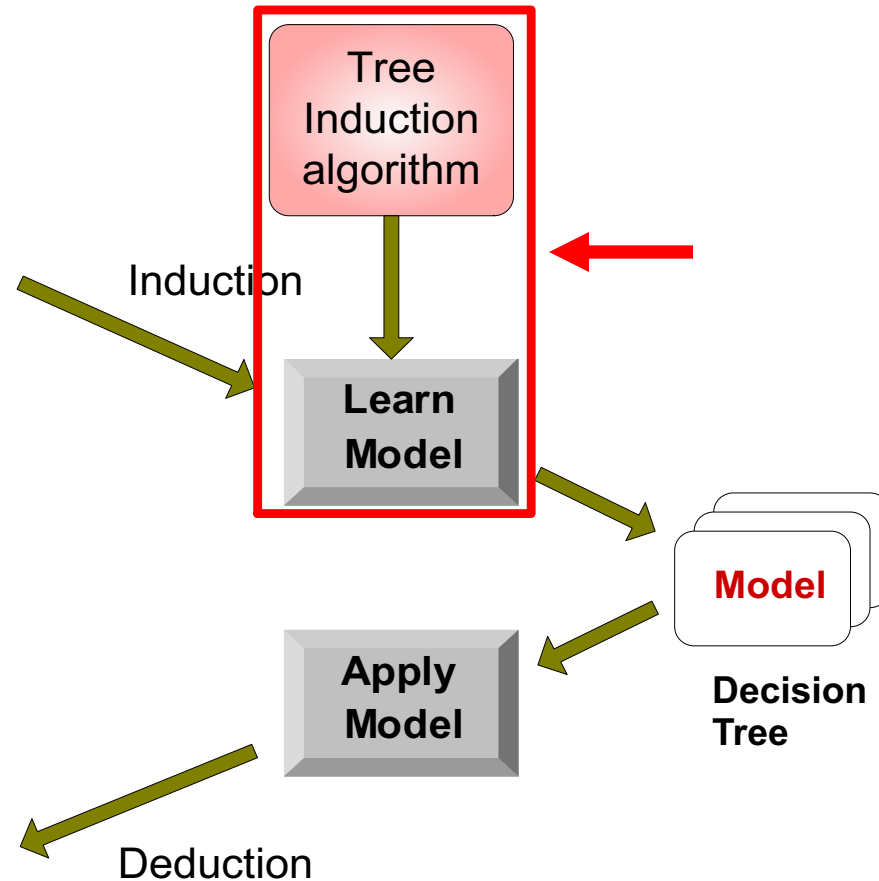 Tree
Induction
algorithm
Induction
Learn
Model
Model
Apply
Model
Decision
Tree
Deduction